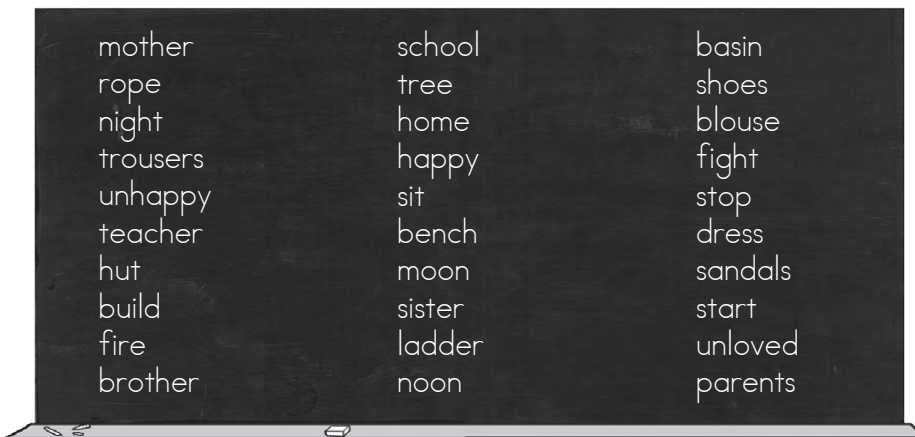 mother
rope
night
trousers
unhappy
teacher
hut
build
fire
brother
school
tree
home
happy
sit
bench
moon
sister
ladder
noon
basin
shoes
blouse
fight
stop
dress
sandals
start
unloved
parents